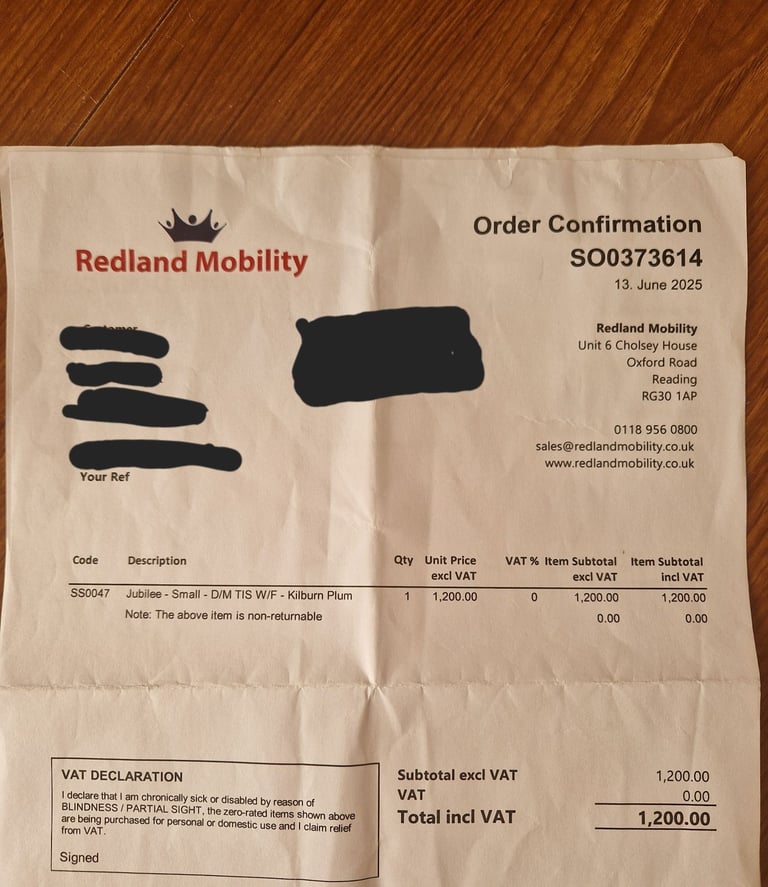 Redland Mobility
Order Confirmation
SO0373614
13. June 2025
Customer
Your Ref
Redland Mobility
Unit 6 Cholsey House
Oxford Road
Reading
RG30 1AP
0118 956 0800
sales@redlandmobility.co.uk
www.redlandmobility.co.uk
Code Description Qty Unit Price excl VAT VAT % Item Subtotal excl VAT Item Subtotal incl VAT
SS0047 Jubilee - Small - D/M TIS W/F - Kilburn Plum 1 1,200.00 0 1,200.00 1,200.00
Note: The above item is non-returnable 0.00 0.00
VAT DECLARATION
I declare that I am chronically sick or disabled by reason of
BLINDNESS / PARTIAL SIGHT, the zero-rated items shown above
are being purchased for personal or domestic use and I claim relief
from VAT.
Signed
Subtotal excl VAT 1,200.00
VAT 0.00
Total incl VAT 1,200.00